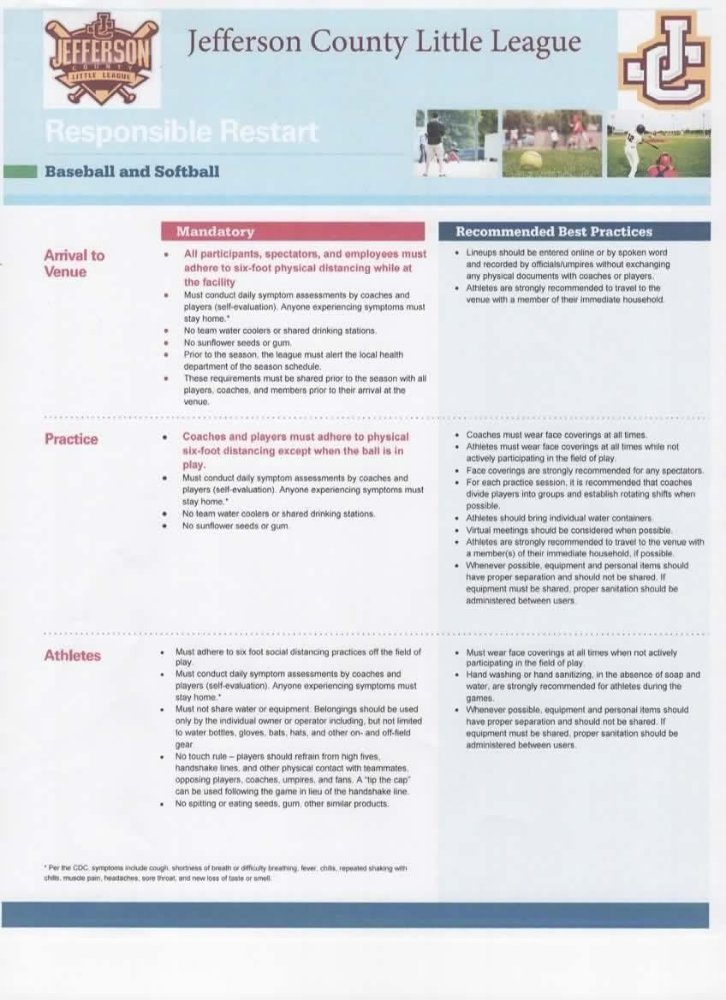 JEFFERSON
COUNTY
LITTLE LEAGUE
Jefferson County Little League
JC
Responsible Restart
Baseball and Softball
12
Mandatory
Recommended Best Practices
Arrival to
Venue
• All participants, spectators, and employees must
adhere to six-foot physical distancing while at
the facility
• Must conduct daily symptom assessments by coaches and
players (self-evaluation). Anyone experiencing symptoms must
stay home.*
• No team water coolers or shared drinking stations.
• No sunflower seeds or gum.
• Prior to the season, the league must alert the local health
department of the season schedule.
• These requirements must be shared prior to the season with all
players, coaches, and members prior to their arrival at the
venue.
• Lineups should be entered online or by spoken word
and recorded by officials/umpires without exchanging
any physical documents with coaches or players.
• Athletes are strongly recommended to travel to the
venue with a member of their immediate household.
Practice
• Coaches and players must adhere to physical
six-foot distancing except when the ball is in
play.
• Must conduct daily symptom assessments by coaches and
players (self-evaluation). Anyone experiencing symptoms must
stay home.*
• No team water coolers or shared drinking stations.
• No sunflower seeds or gum.
• Coaches must wear face coverings at all times.
• Athletes must wear face coverings at all times while not
actively participating in the field of play.
• Face coverings are strongly recommended for any spectators.
• For each practice session, it is recommended that coaches
divide players into groups and establish rotating shifts when
possible.
• Athletes should bring individual water containers.
• Virtual meetings should be considered when possible.
• Athletes are strongly recommended to travel to the venue with
a member(s) of their immediate household, if possible.
• Whenever possible, equipment and personal items should
have proper separation and should not be shared. If
equipment must be shared, proper sanitation should be
administered between users.
Athletes
• Must adhere to six foot social distancing practices off the field of
play.
• Must conduct daily symptom assessments by coaches and
players (self-evaluation). Anyone experiencing symptoms must
stay home.*
• Must not share water or equipment. Belongings should be used
only by the individual owner or operator including, but not limited
to water bottles, gloves, bats, hats, and other on- and off-field
gear
• No touch rule – players should refrain from high fives,
handshake lines, and other physical contact with teammates,
opposing players, coaches, umpires, and fans. A "tip the cap"
can be used following the game in lieu of the handshake line.
• No spitting or eating seeds, gum, other similar products.
• Must wear face coverings at all times when not actively
participating in the field of play.
• Hand washing or hand sanitizing, in the absence of soap and
water, are strongly recommended for athletes during the
games.
• Whenever possible, equipment and personal items should
have proper separation and should not be shared. If
equipment must be shared, proper sanitation should be
administered between users.
* Per the CDC, symptoms include cough, shortness of breath or difficulty breathing, fever, chills, repeated shaking with
chills, muscle pain, headaches, sore throat, and new loss of taste or smell.